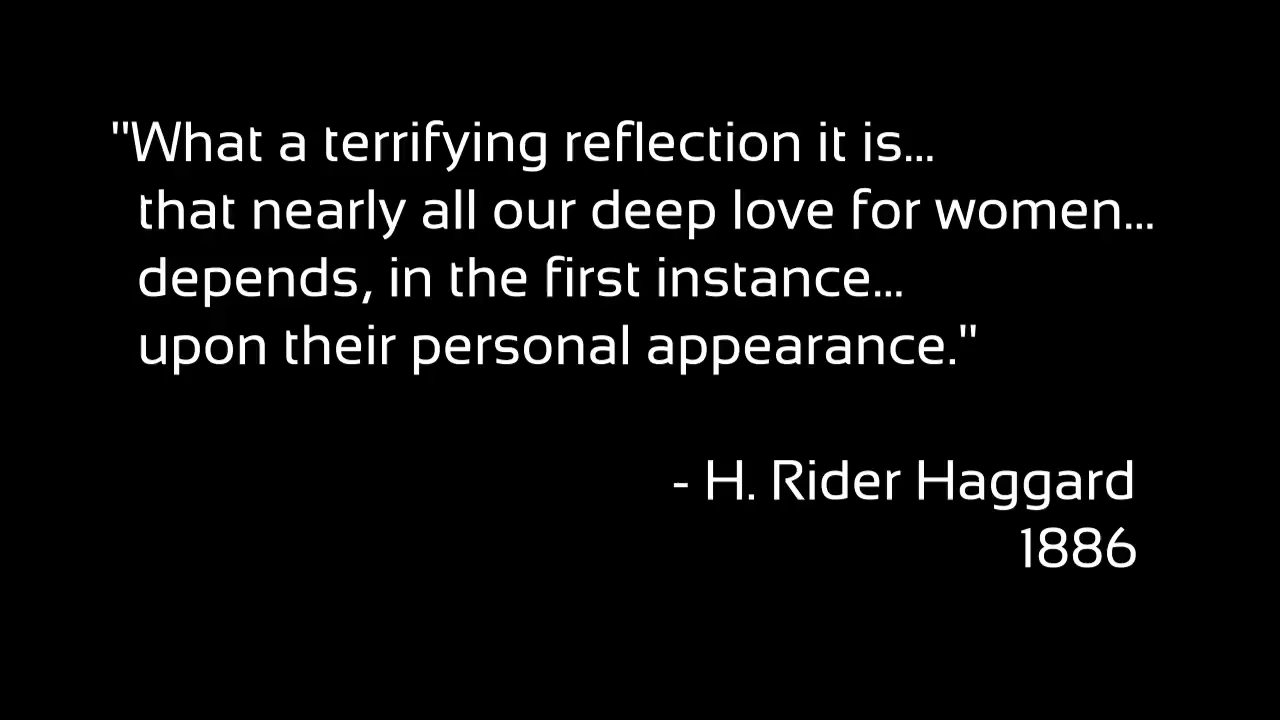 "What a terrifying reflection it is...
that nearly all our deep love for women...
depends, in the first instance...
upon their personal appearance."
- H. Rider Haggard
1886